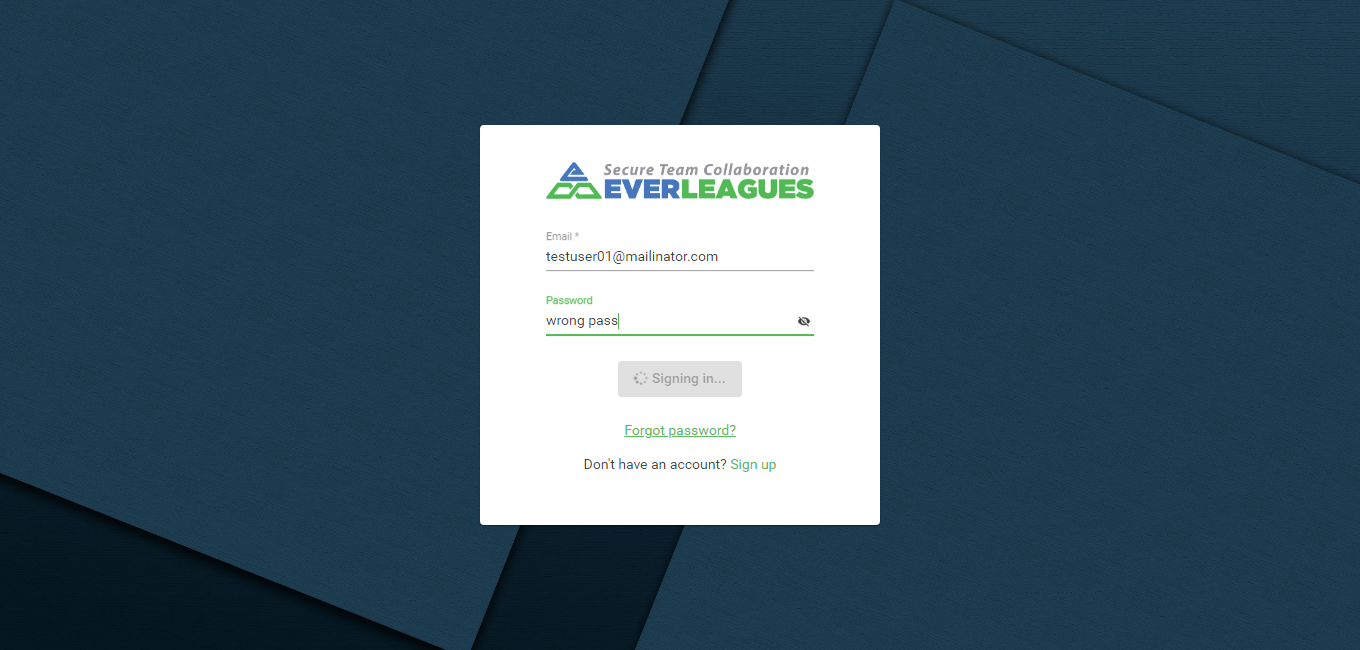 Secure Team Collaboration
EVERLEAGUES
Email *
testuser01@mailinator.com
Password
wrong pass
Signing in...
Forgot password?
Don't have an account? Sign up